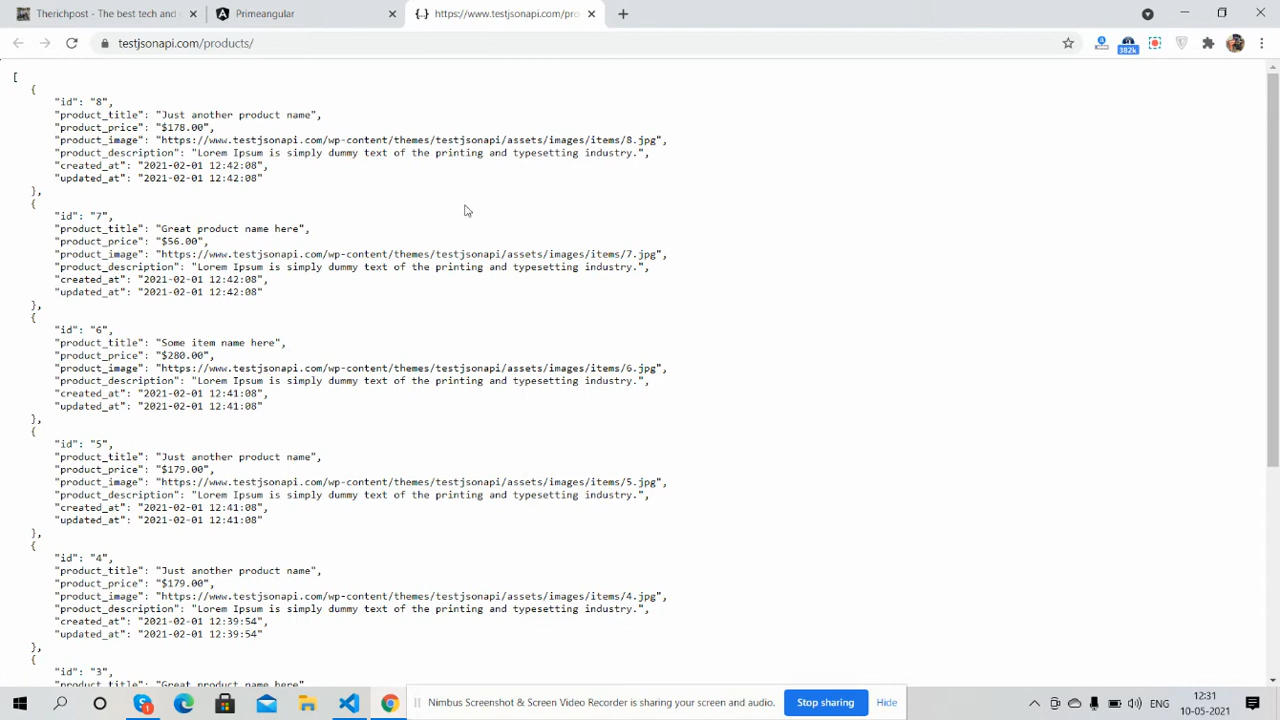 Therichpost - The best tech and
Primeangular
{..} https://www.testjsonapi.com/pro
testjsonapi.com/products/
382k
[
{
"id": "8",
"product_title": "Just another product name",
"product_price": "$178.00",
"product_image": "https://www.testjsonapi.com/wp-content/themes/testjsonapi/assets/images/items/8.jpg",
"product_description": "Lorem Ipsum is simply dummy text of the printing and typesetting industry.",
"created_at": "2021-02-01 12:42:08",
"updated_at": "2021-02-01 12:42:08"
},
{
"id": "7",
"product_title": "Great product name here",
"product_price": "$56.00",
"product_image": "https://www.testjsonapi.com/wp-content/themes/testjsonapi/assets/images/items/7.jpg",
"product_description": "Lorem Ipsum is simply dummy text of the printing and typesetting industry.",
"created_at": "2021-02-01 12:42:08",
"updated_at": "2021-02-01 12:42:08"
},
{
"id": "6",
"product_title": "Some item name here",
"product_price": "$280.00",
"product_image": "https://www.testjsonapi.com/wp-content/themes/testjsonapi/assets/images/items/6.jpg",
"product_description": "Lorem Ipsum is simply dummy text of the printing and typesetting industry.",
"created_at": "2021-02-01 12:41:08",
"updated_at": "2021-02-01 12:41:08"
},
{
"id": "5",
"product_title": "Just another product name",
"product_price": "$179.00",
"product_image": "https://www.testjsonapi.com/wp-content/themes/testjsonapi/assets/images/items/5.jpg",
"product_description": "Lorem Ipsum is simply dummy text of the printing and typesetting industry.",
"created_at": "2021-02-01 12:41:08",
"updated_at": "2021-02-01 12:41:08"
},
{
"id": "4",
"product_title": "Just another product name",
"product_price": "$179.00",
"product_image": "https://www.testjsonapi.com/wp-content/themes/testjsonapi/assets/images/items/4.jpg",
"product_description": "Lorem Ipsum is simply dummy text of the printing and typesetting industry.",
"created_at": "2021-02-01 12:39:54",
"updated_at": "2021-02-01 12:39:54"
},
{
"id": "3",
"product_title": "Great product name here",
Nimbus Screenshot & Screen Video Recorder is sharing your screen and audio. Stop sharing Hide
ENG
12:31
10-05-2021